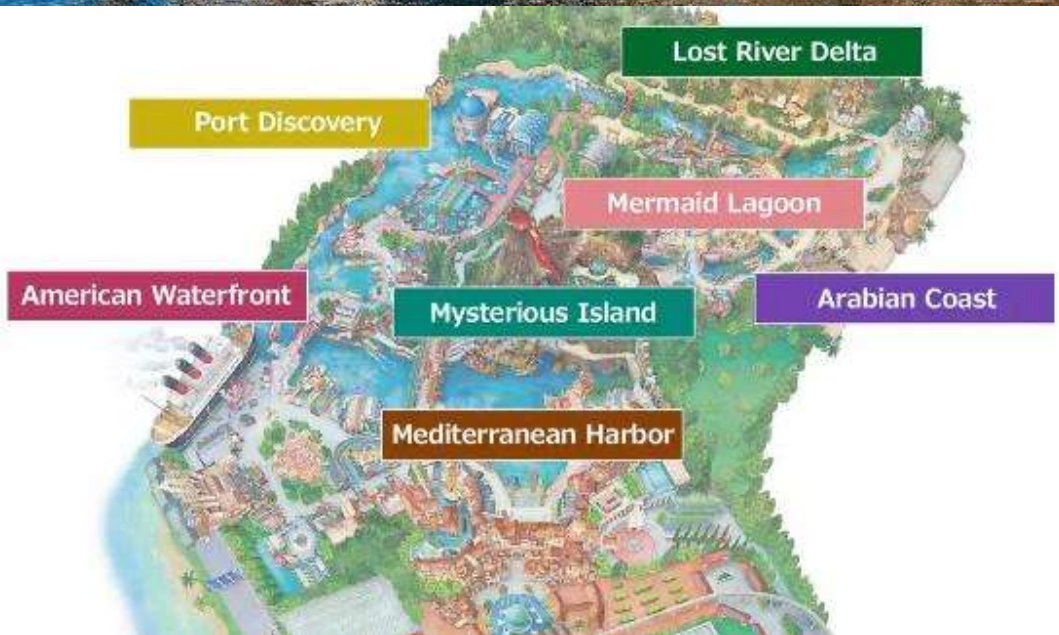 Lost River Delta
Port Discovery
Mermaid Lagoon
American Waterfront
Mysterious Island
Arabian Coast
Mediterranean Harbor